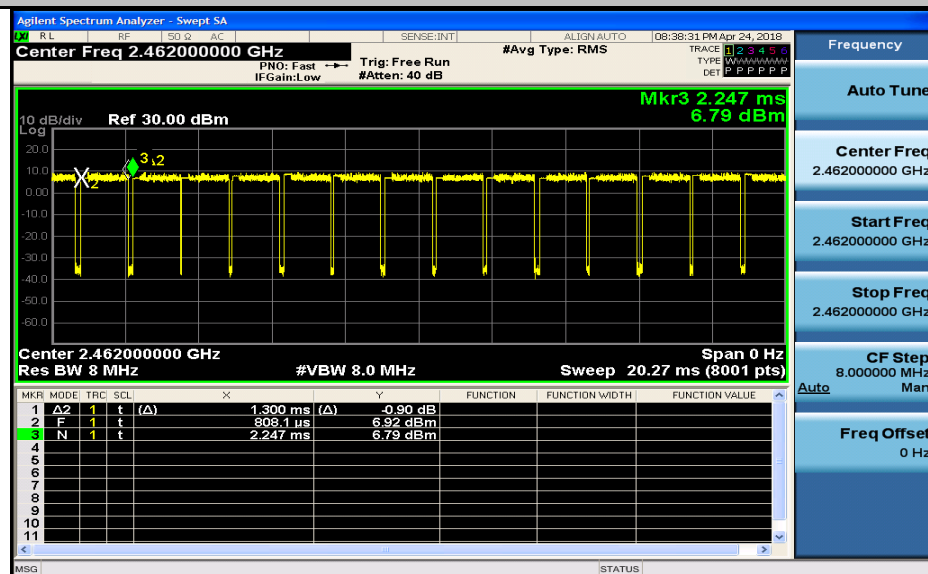 Agilent Spectrum Analyzer - Swept SA
LXI RL RF 50 Ω AC SENSE:INT ALIGN AUTO 08:38:31 PM Apr 24, 2018
Center Freq 2.462000000 GHz #Avg Type: RMS TRACE 1 2 3 4 5 6
PNO: Fast Trig: Free Run TYPE WWWWWW
IFGain:Low #Atten: 40 dB DET P P P P P P
Mkr3 2.247 ms
10 dB/div Ref 30.00 dBm 6.79 dBm
Log
20.0
10.0
0.00
-10.0
-20.0
-30.0
-40.0
-50.0
-60.0
3 Δ2
2
Center 2.462000000 GHz Span 0 Hz
Res BW 8 MHz #VBW 8.0 MHz Sweep 20.27 ms (8001 pts)
MKR MODE TRC SCL X Y FUNCTION FUNCTION WIDTH FUNCTION VALUE
1 Δ2 1 t (Δ) 1.300 ms (Δ) -0.90 dB
2 F 1 t 808.1 µs 6.92 dBm
3 N 1 t 2.247 ms 6.79 dBm
4
5
6
7
8
9
10
11
MSG STATUS
Frequency
Auto Tune
Center Freq
2.462000000 GHz
Start Freq
2.462000000 GHz
Stop Freq
2.462000000 GHz
CF Step
8.000000 MHz
Auto Man
Freq Offset
0 Hz